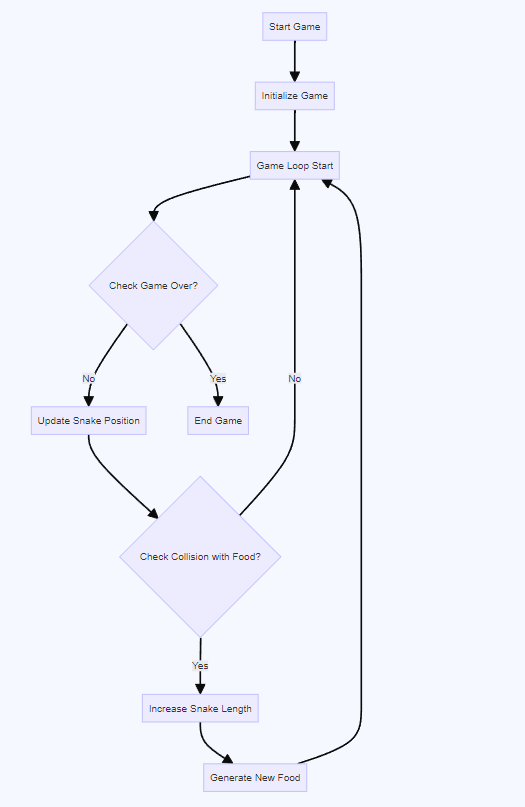 Start Game
Initialize Game
Game Loop Start
Check Game Over?
No
Yes
No
Update Snake Position
End Game
Check Collision with Food?
Yes
Increase Snake Length
Generate New Food